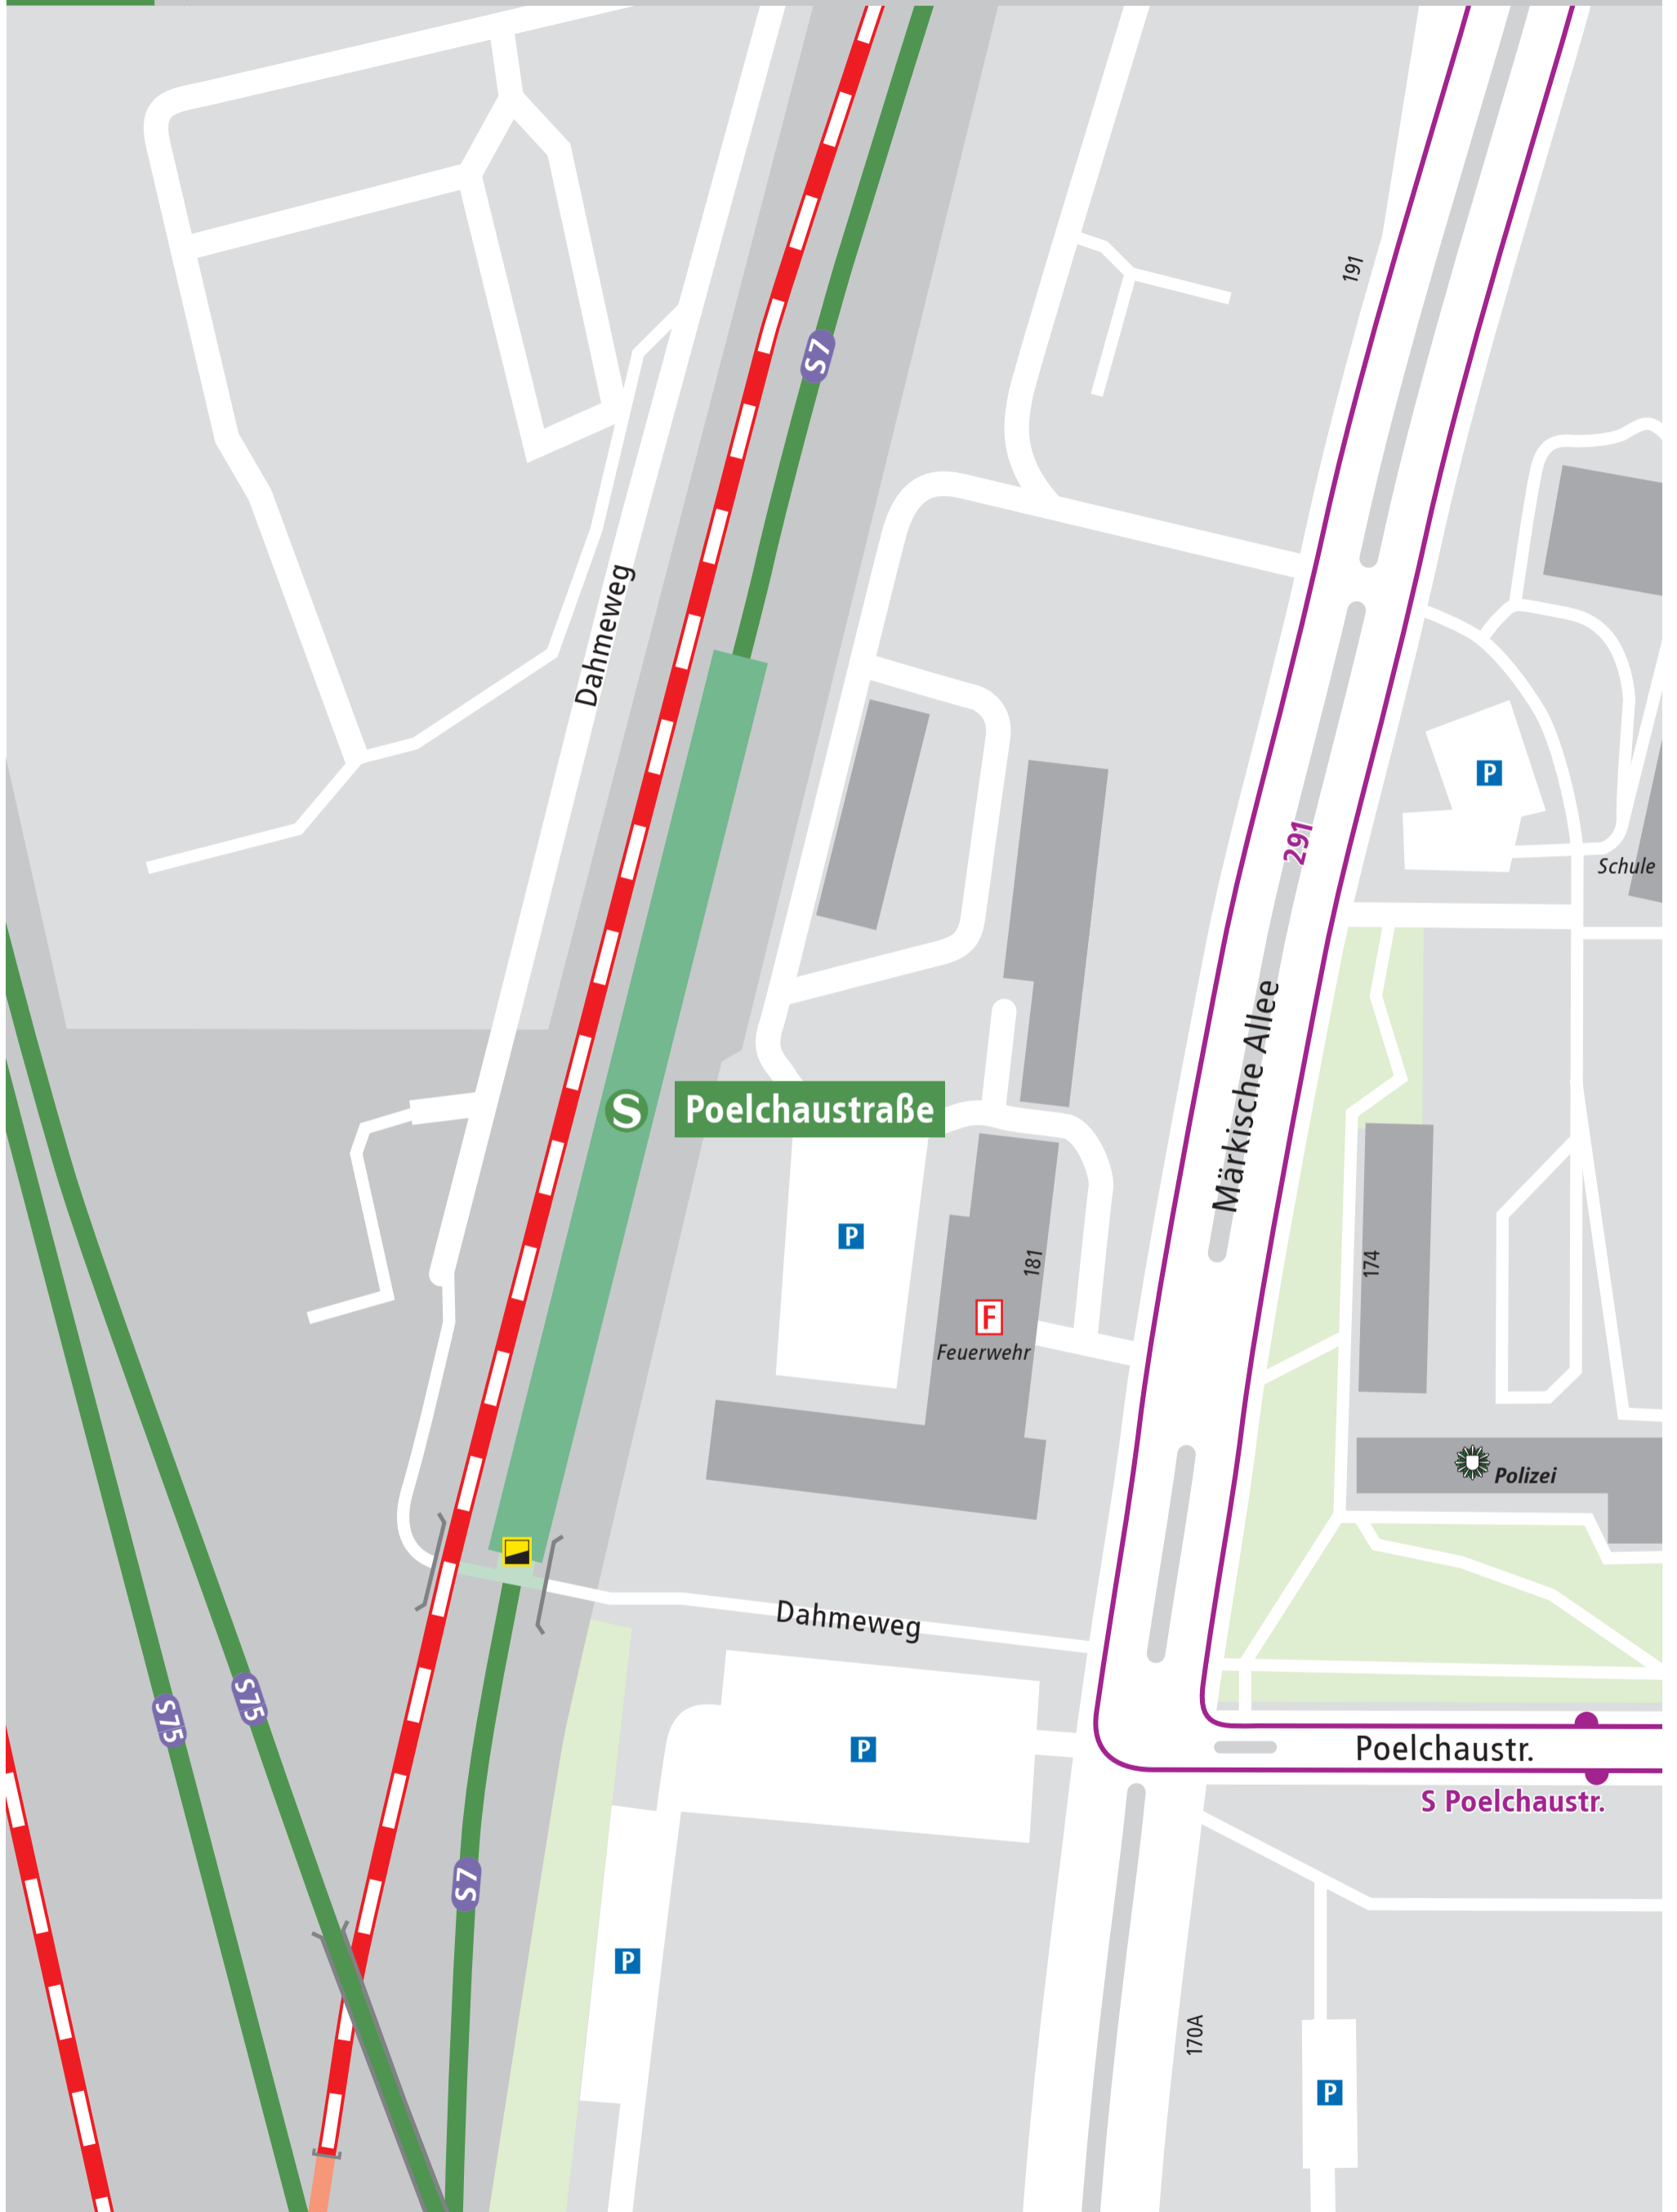 191
S7
Dahmeweg
P
291
Schule
Märkische Allee
S
Poelchaustraße
P
181
174
F
Feuerwehr
Polizei
Dahmeweg
S75
S75
P
Poelchaustr.
S Poelchaustr.
S7
P
170A
P